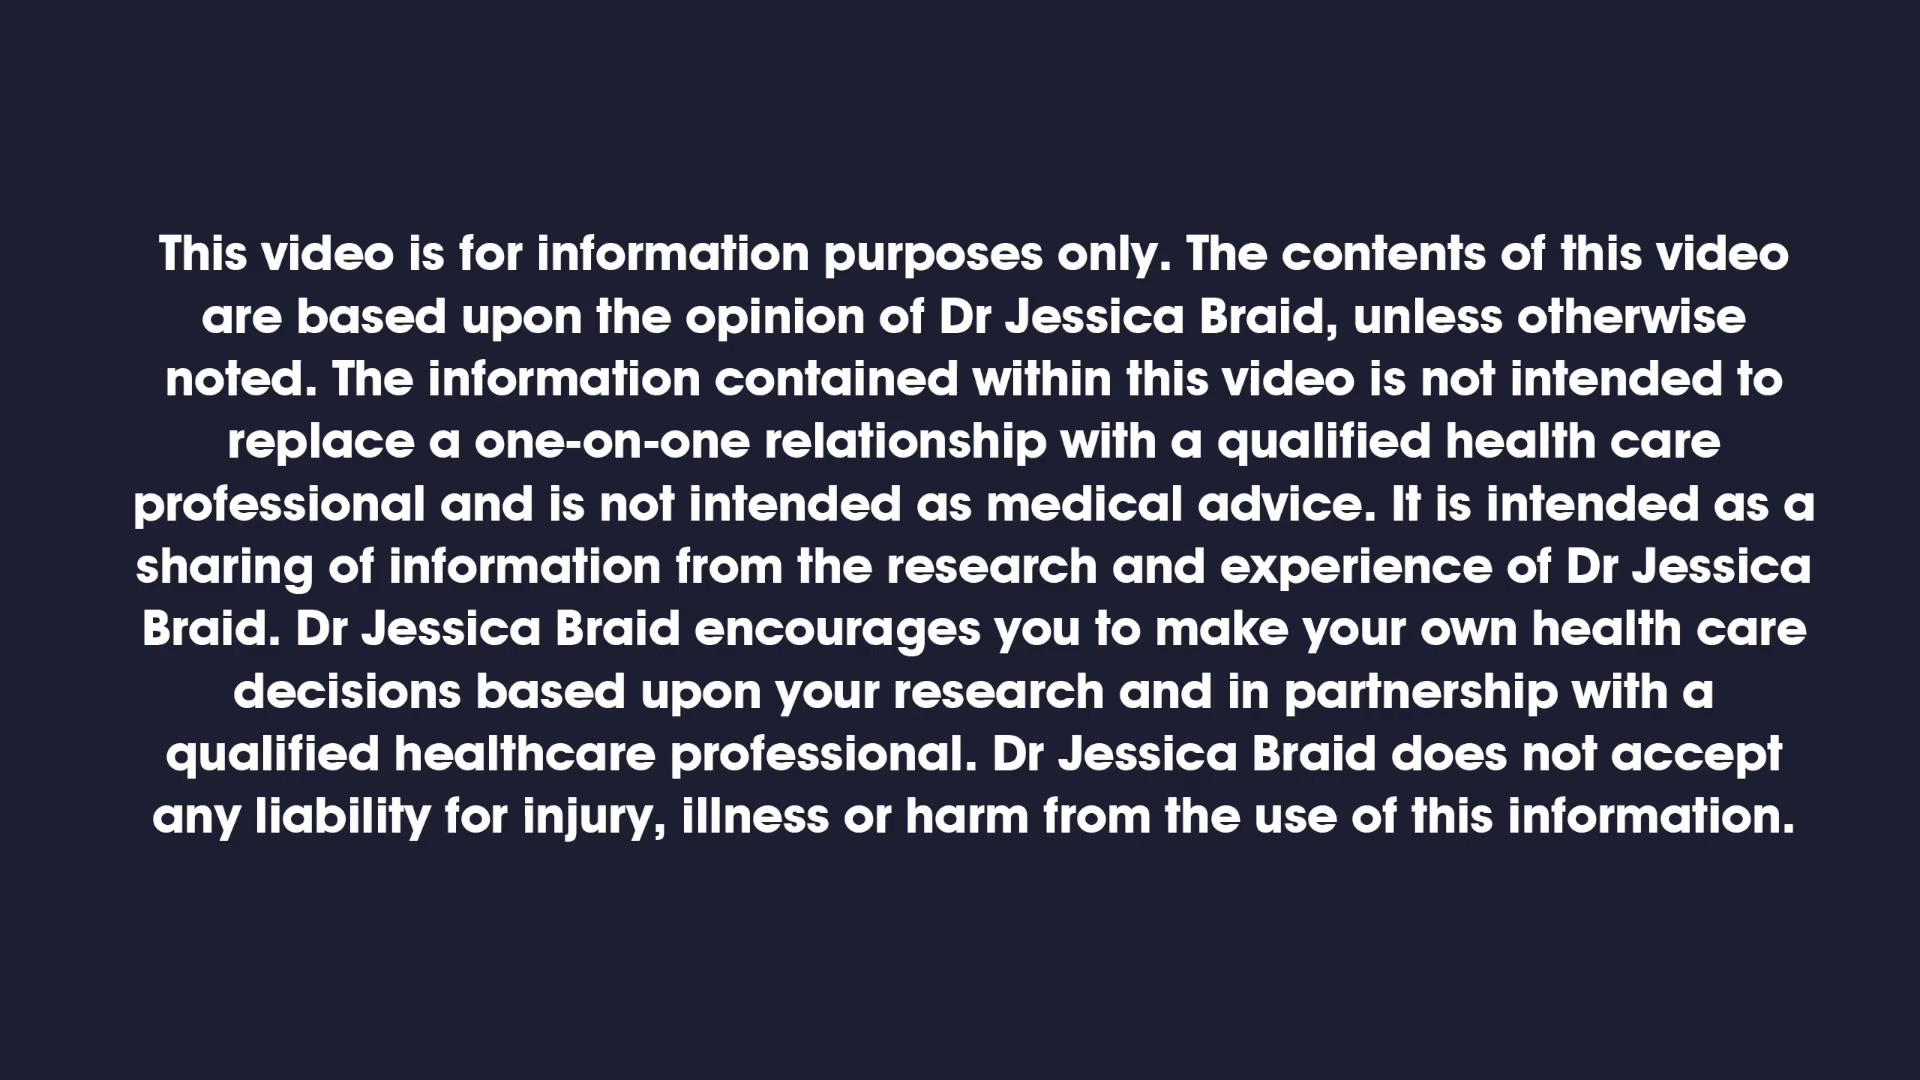 This video is for information purposes only. The contents of this video
are based upon the opinion of Dr Jessica Braid, unless otherwise
noted. The information contained within this video is not intended to
replace a one-on-one relationship with a qualified health care
professional and is not intended as medical advice. It is intended as a
sharing of information from the research and experience of Dr Jessica
Braid. Dr Jessica Braid encourages you to make your own health care
decisions based upon your research and in partnership with a
qualified healthcare professional. Dr Jessica Braid does not accept
any liability for injury, illness or harm from the use of this information.